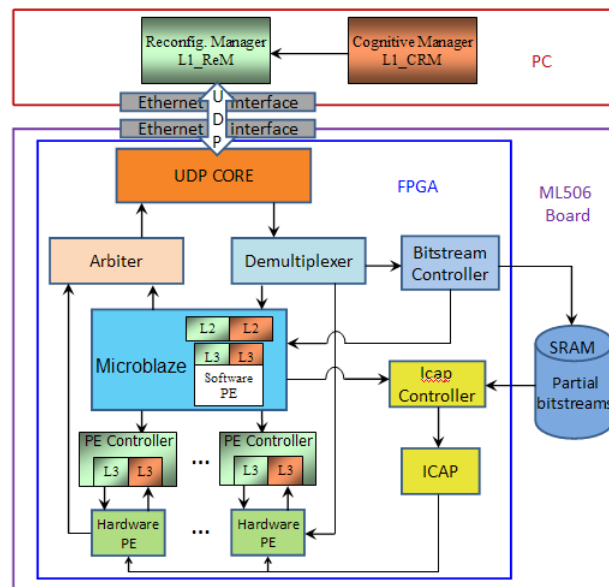 Reconfig. Manager
L1_ReM
Cognitive Manager
L1_CRM
PC
Ethernet
interface
Ethernet
interface
U
D
P
UDP CORE
FPGA
ML506
Board
Arbiter
Demultiplexer
Bitstream
Controller
L2
L2
L3
L3
Microblaze
Software
PE
Icap
Controller
SRAM
Partial
bitstreams
PE Controller
L3
L3
...
PE Controller
L3
L3
ICAP
Hardware
PE
...
Hardware
PE